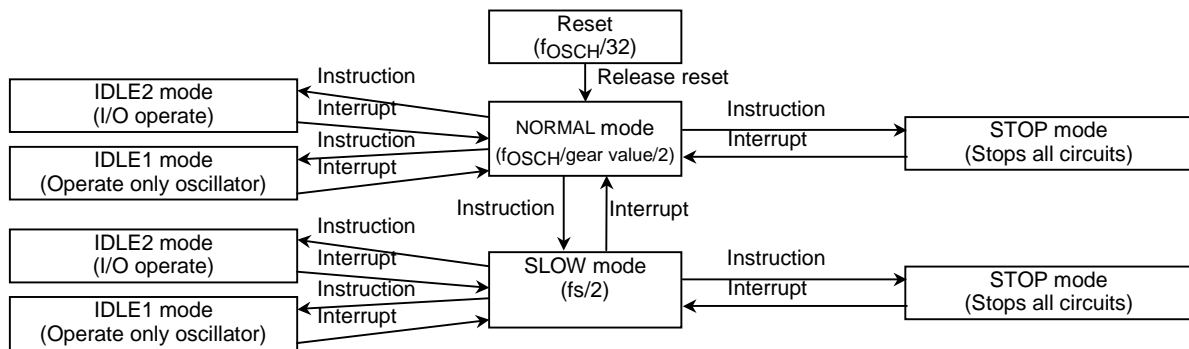 Reset
(fOSCH/32)
Release reset
IDLE2 mode
(I/O operate)
Instruction
Interrupt
IDLE1 mode
(Operate only oscillator)
Instruction
Interrupt
NORMAL mode
(fOSCH/gear value/2)
Instruction
Interrupt
STOP mode
(Stops all circuits)
Instruction
Interrupt
IDLE2 mode
(I/O operate)
Instruction
Interrupt
IDLE1 mode
(Operate only oscillator)
Instruction
Interrupt
SLOW mode
(fs/2)
Instruction
Interrupt
STOP mode
(Stops all circuits)